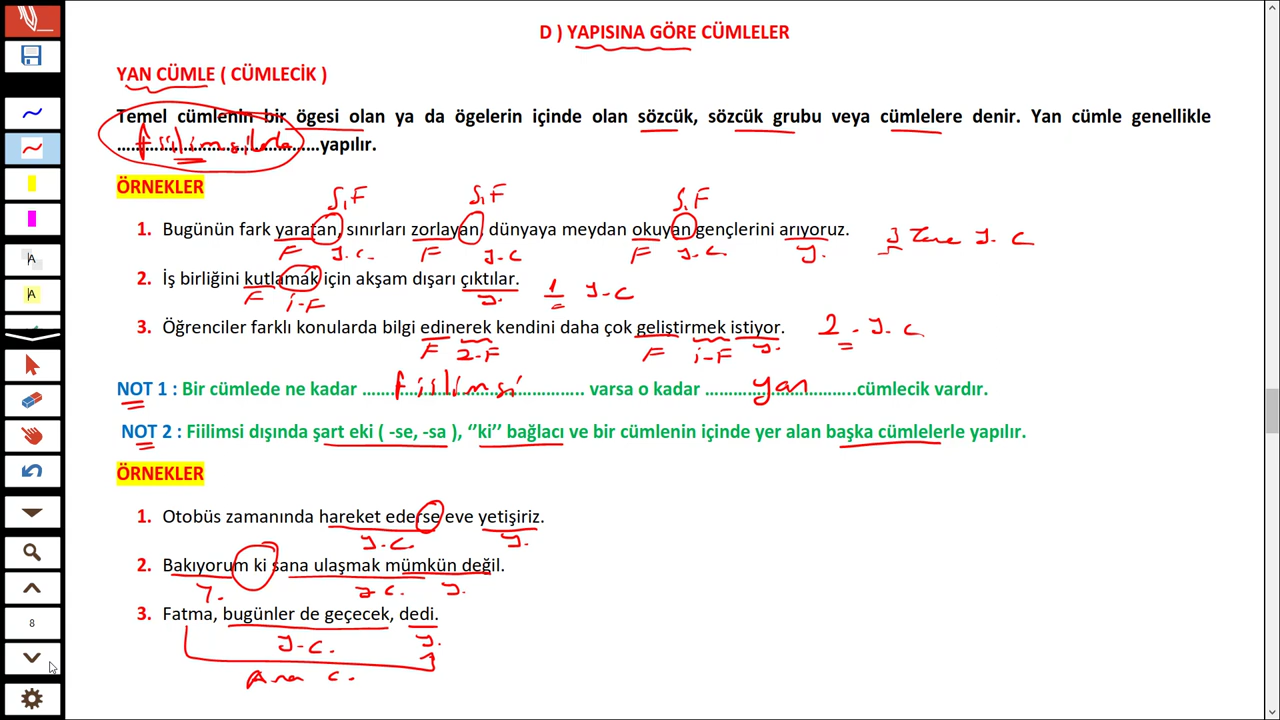 D ) YAPISINA GÖRE CÜMLELER
YAN CÜMLE ( CÜMLECİK )
Temel cümlenin bir ögesi olan ya da ögelerin içinde olan sözcük, sözcük grubu veya cümlelere denir. Yan cümle genellikle
fiilimsilerle yapılır.
ÖRNEKLER
S.F S.F S.F
1. Bugünün fark yaratan, sınırları zorlayan, dünyaya meydan okuyan gençlerini arıyoruz. 3 tane y.c
F y.c. F y.c F y.c y.
2. İş birliğini kutlamak için akşam dışarı çıktılar. 1 y-c
F i-F y.
3. Öğrenciler farklı konularda bilgi edinerek kendini daha çok geliştirmek istiyor. 2 - y.c
F z-F F i-F y.
NOT 1 : Bir cümlede ne kadar fiilimsi varsa o kadar yan cümlecik vardır.
NOT 2 : Fiilimsi dışında şart eki ( -se, -sa ), ‘’ki’’ bağlacı ve bir cümlenin içinde yer alan başka cümlelerle yapılır.
ÖRNEKLER
1. Otobüs zamanında hareket ederse eve yetişiriz.
y-c y.
2. Bakıyorum ki sana ulaşmak mümkün değil.
y. y.c. y.
3. Fatma, bugünler de geçecek, dedi.
y-c. y.
Ana c.
8